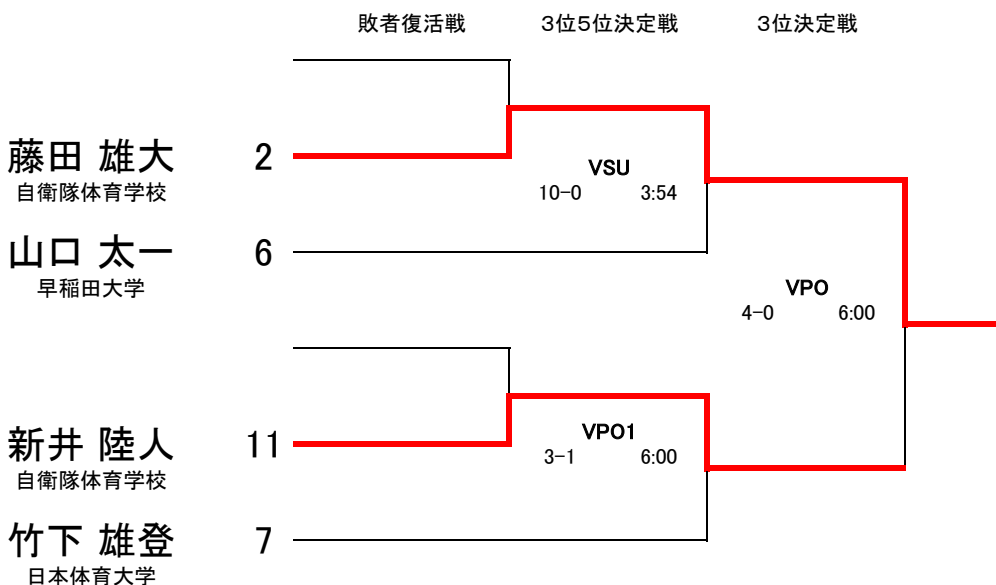 敗者復活戦 3位5位決定戦 3位決定戦
藤田 雄大 2
自衛隊体育学校
VSU
10-0 3:54
山口 太一 6
早稲田大学
VPO
4-0 6:00
新井 陸人 11
自衛隊体育学校
VPO1
3-1 6:00
竹下 雄登 7
日本体育大学